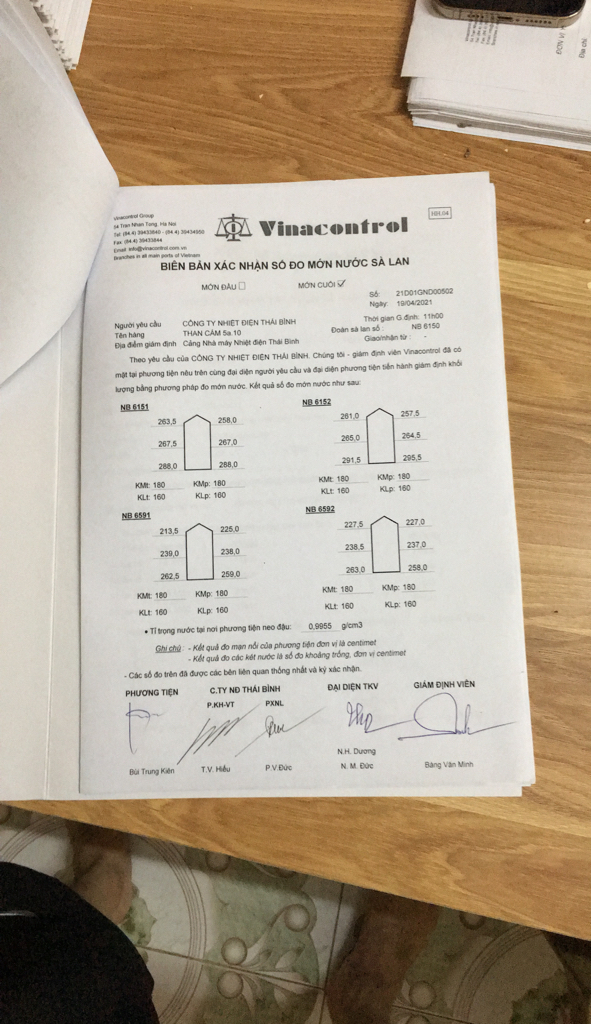 Vinacontrol Group
54 Tran Nhan Tong, Ha Noi
Tel: (84.4) 39433840 - (84.4) 39434950
Fax: (84.4) 39433844
Email: info@vinacontrol.com.vn
Branches in all main ports of Vietnam
Vinacontrol
BIÊN BẢN XÁC NHẬN SỐ ĐO MỚN NƯỚC SÀ LAN
MỚN ĐẦU MỚN CUỐI
Số: 21D01GND00502
Ngày: 19/04/2021
Người yêu cầu CÔNG TY NHIỆT ĐIỆN THÁI BÌNH Thời gian G.định: 11h00
Tên hàng THAN CÁM 5a.10 Đoàn sà lan số: NB 6150
Địa điểm giám định Cảng Nhà máy Nhiệt điện Thái Bình Giao/nhận từ: -
Theo yêu cầu của CÔNG TY NHIỆT ĐIỆN THÁI BÌNH. Chúng tôi - giám định viên Vinacontrol đã có
mặt tại phương tiện nêu trên cùng đại diện người yêu cầu và đại diện phương tiện tiến hành giám định khối
lượng bằng phương pháp đo mớn nước. Kết quả số đo mớn nước như sau:
NB 6151
263,5 258,0
267,5 267,0
288,0 288,0
KMt: 180 KMp: 180
KLt: 160 KLp: 160
NB 6152
261,0 257,5
265,0 264,5
291,5 295,5
KMt: 180 KMp: 180
KLt: 160 KLp: 160
NB 6591
213,5 225,0
239,0 238,0
262,5 259,0
KMt: 180 KMp: 180
KLt: 160 KLp: 160
NB 6592
227,5 227,0
238,5 237,0
263,0 258,0
KMt: 180 KMp: 180
KLt: 160 KLp: 160
• Tỉ trọng nước tại nơi phương tiện neo đậu: 0,9955 g/cm3
Ghi chú: - Kết quả đo mạn nổi của phương tiện đơn vị là centimet
- Kết quả đo các két nước là số đo khoảng trống, đơn vị centimet
- Các số đo trên đã được các bên liên quan thống nhất và ký xác nhận.
PHƯƠNG TIỆN C.TY NĐ THÁI BÌNH ĐẠI DIỆN TKV GIÁM ĐỊNH VIÊN
P.KH-VT PXNL
N.H. Dương
Bùi Trung Kiên T.V. Hiếu P.V.Đức N. M. Đức Bàng Văn Minh